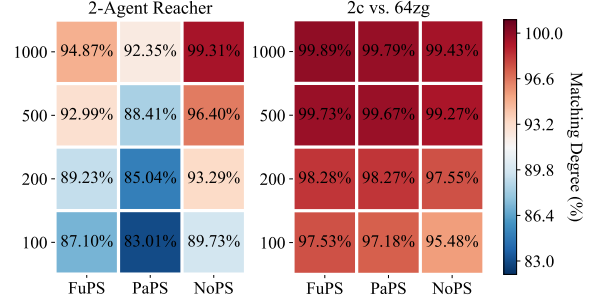 2-Agent Reacher
2c vs. 64zg
1000 94.87% 92.35% 99.31% 99.89% 99.79% 99.43% 100.0
500 92.99% 88.41% 96.40% 500 99.73% 99.67% 99.27% 96.6
200 89.23% 85.04% 93.29% 200 98.28% 98.27% 97.55% 93.2
100 87.10% 83.01% 89.73% 100 97.53% 97.18% 95.48% 89.8
86.4
83.0
FuPS PaPS NoPS
1000
FuPS PaPS NoPS
Matching Degree (%)